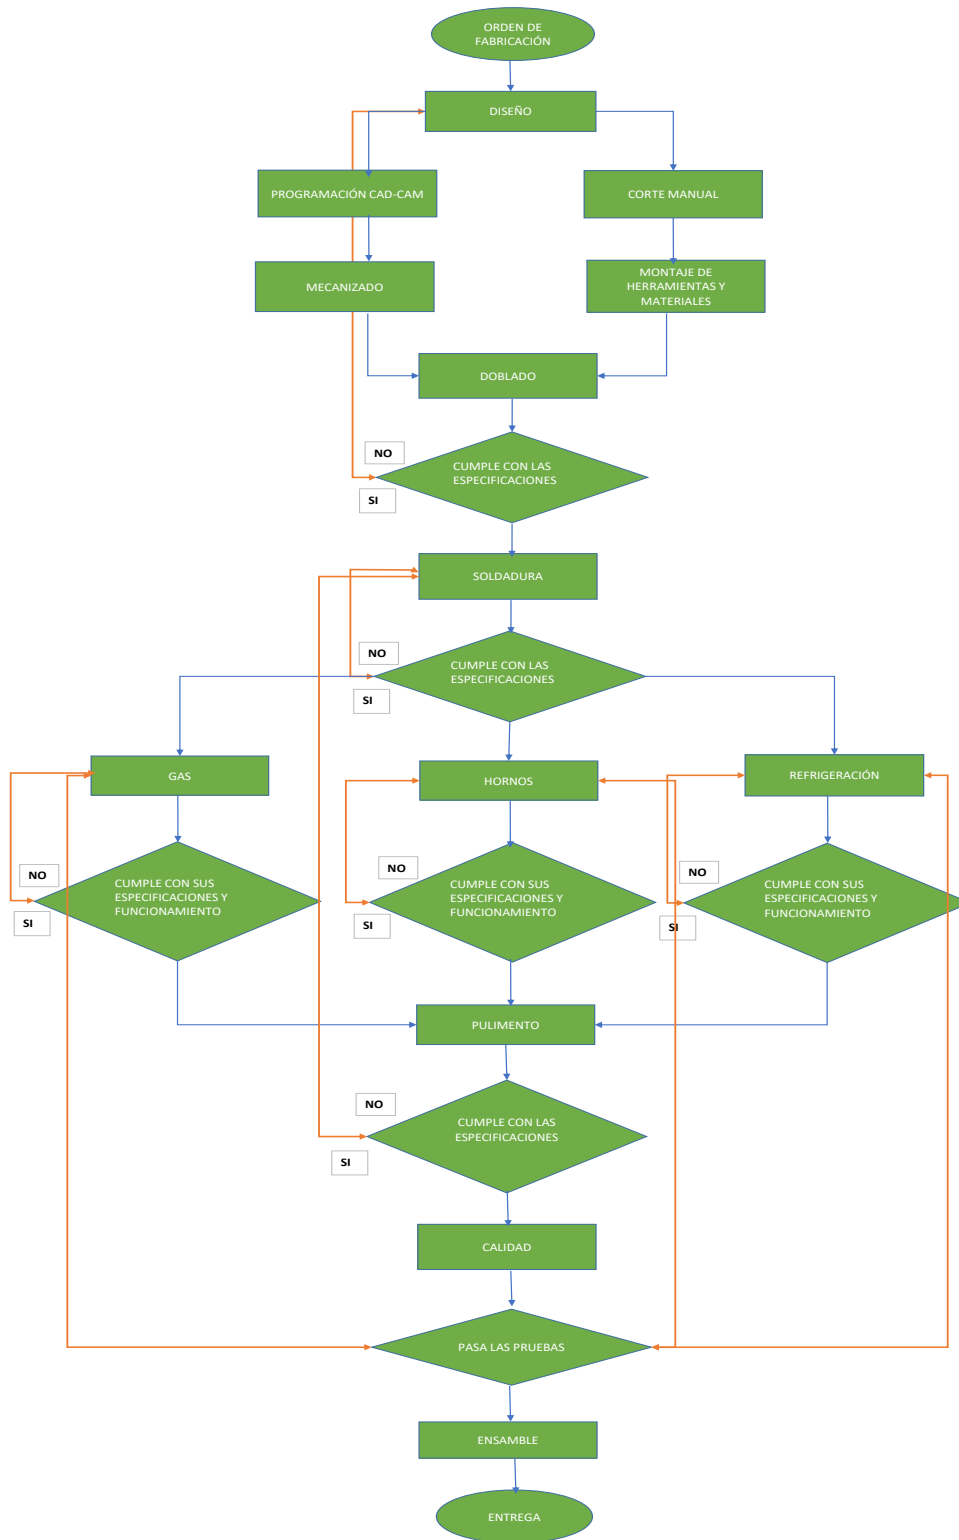 ORDEN DE
FABRICACIÓN
DISEÑO
PROGRAMACIÓN CAD-CAM
CORTE MANUAL
MECANIZADO
MONTAJE DE
HERRAMIENTAS Y
MATERIALES
DOBLADO
NO
CUMPLE CON LAS
ESPECIFICACIONES
SI
SOLDADURA
NO
CUMPLE CON LAS
ESPECIFICACIONES
SI
GAS
HORNOS
REFRIGERACIÓN
NO
CUMPLE CON SUS
ESPECIFICACIONES Y
FUNCIONAMIENTO
SI
NO
CUMPLE CON SUS
ESPECIFICACIONES Y
FUNCIONAMIENTO
SI
NO
CUMPLE CON SUS
ESPECIFICACIONES Y
FUNCIONAMIENTO
SI
PULIMENTO
NO
CUMPLE CON LAS
ESPECIFICACIONES
SI
CALIDAD
PASA LAS PRUEBAS
ENSAMBLE
ENTREGA